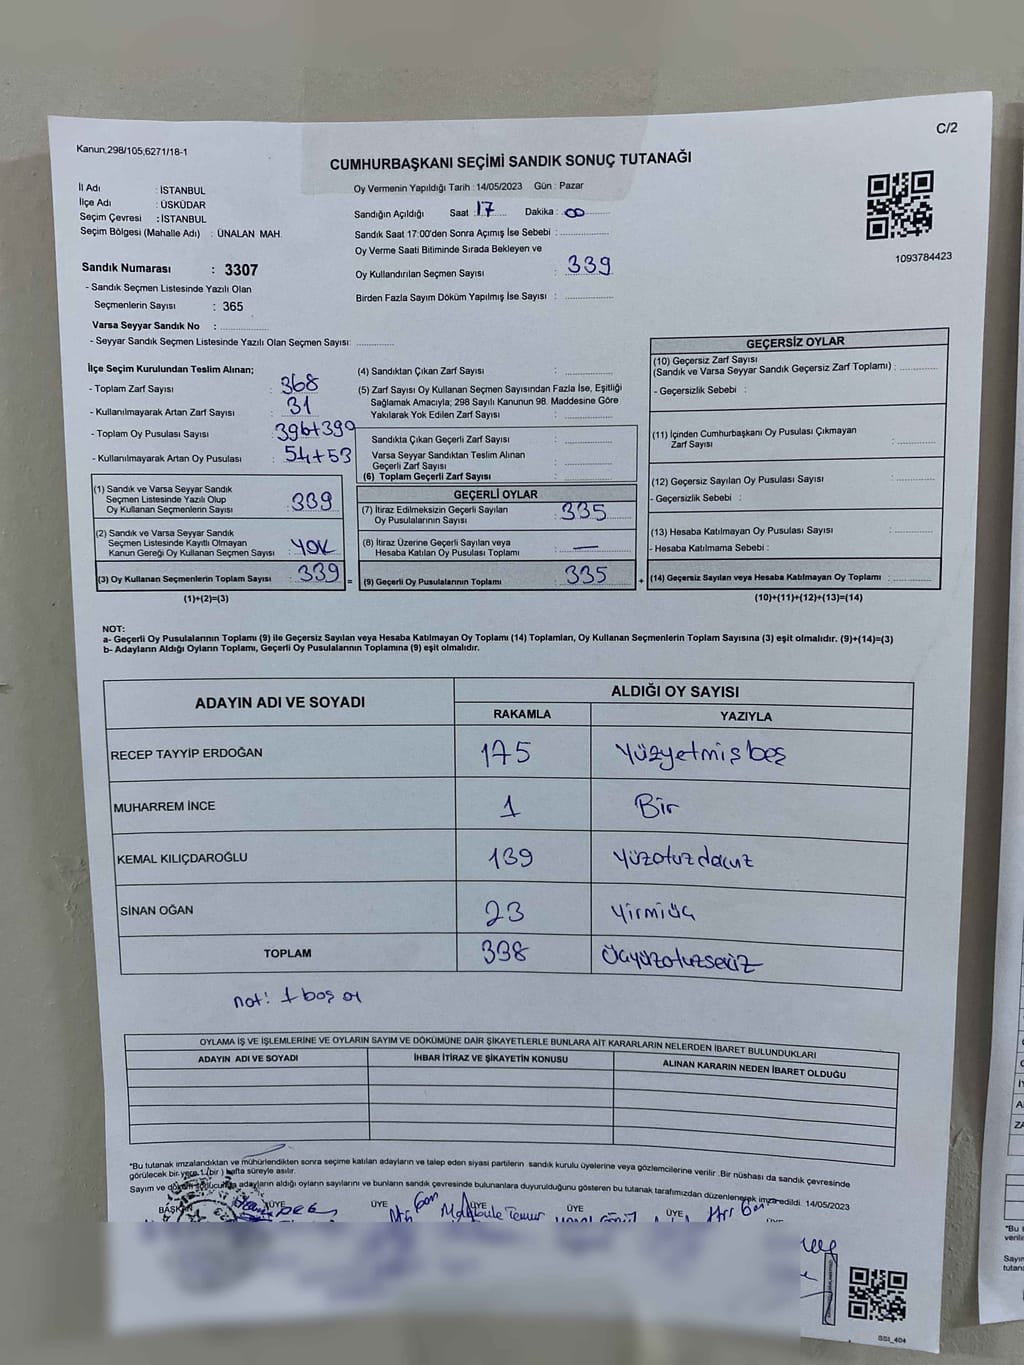 C/2
Kanun;298/105,6271/18-1
CUMHURBAŞKANI SEÇİMİ SANDIK SONUÇ TUTANAĞI
İl Adı : İSTANBUL
İlçe Adı : ÜSKÜDAR
Seçim Çevresi : İSTANBUL
Seçim Bölgesi (Mahalle Adı) : ÜNALAN MAH.
Oy Vermenin Yapıldığı Tarih : 14/05/2023 Gün : Pazar
Sandığın Açıldığı Saat : 17 Dakika : 00
Sandık Saat 17:00'den Sonra Açımış İse Sebebi :
Oy Verme Saati Bitiminde Sırada Bekleyen ve
Oy Kullandırılan Seçmen Sayısı : 339
Birden Fazla Sayım Döküm Yapılmış İse Sayısı :
1093784423
Sandık Numarası : 3307
- Sandık Seçmen Listesinde Yazılı Olan
Seçmenlerin Sayısı : 365
Varsa Seyyar Sandık No :
- Seyyar Sandık Seçmen Listesinde Yazılı Olan Seçmen Sayısı:
İlçe Seçim Kurulundan Teslim Alınan;
- Toplam Zarf Sayısı : 368
- Kullanılmayarak Artan Zarf Sayısı : 31
- Toplam Oy Pusulası Sayısı : 396+399
- Kullanılmayarak Artan Oy Pusulası : 54+53
(1) Sandık ve Varsa Seyyar Sandık
Seçmen Listesinde Yazılı Olup
Oy Kullanan Seçmenlerin Sayısı : 339
(2) Sandık ve Varsa Seyyar Sandık
Seçmen Listesinde Kayıtlı Olmayan
Kanun Gereği Oy Kullanan Seçmen Sayısı : YOK
(3) Oy Kullanan Seçmenlerin Toplam Sayısı : 339 =
(1)+(2)=(3)
(4) Sandıktan Çıkan Zarf Sayısı :
(5) Zarf Sayısı Oy Kullanan Seçmen Sayısından Fazla İse, Eşitliği
Sağlamak Amacıyla; 298 Sayılı Kanunun 98. Maddesine Göre
Yakılarak Yok Edilen Zarf Sayısı :
Sandıkta Çıkan Geçerli Zarf Sayısı :
Varsa Seyyar Sandıktan Teslim Alınan
Geçerli Zarf Sayısı :
(6) Toplam Geçerli Zarf Sayısı :
GEÇERLİ OYLAR
(7) İtiraz Edilmeksizin Geçerli Sayılan
Oy Pusulalarının Sayısı : 335
(8) İtiraz Üzerine Geçerli Sayılan veya
Hesaba Katılan Oy Pusulası Toplamı : —
(9) Geçerli Oy Pusulalarının Toplamı : 335 +
GEÇERSİZ OYLAR
(10) Geçersiz Zarf Sayısı
(Sandık ve Varsa Seyyar Sandık Geçersiz Zarf Toplamı) :
- Geçersizlik Sebebi :
(11) İçinden Cumhurbaşkanı Oy Pusulası Çıkmayan
Zarf Sayısı :
(12) Geçersiz Sayılan Oy Pusulası Sayısı :
- Geçersizlik Sebebi :
(13) Hesaba Katılmayan Oy Pusulası Sayısı :
- Hesaba Katılmama Sebebi :
(14) Geçersiz Sayılan veya Hesaba Katılmayan Oy Toplamı :
(10)+(11)+(12)+(13)=(14)
NOT:
a- Geçerli Oy Pusulalarının Toplamı (9) ile Geçersiz Sayılan veya Hesaba Katılmayan Oy Toplamı (14) Toplamları, Oy Kullanan Seçmenlerin Toplam Sayısına (3) eşit olmalıdır. (9)+(14)=(3)
b- Adayların Aldığı Oyların Toplamı, Geçerli Oy Pusulalarının Toplamına (9) eşit olmalıdır.
ADAYIN ADI VE SOYADI ALDIĞI OY SAYISI
RAKAMLA YAZIYLA
RECEP TAYYİP ERDOĞAN 175 Yüzyetmişbeş
MUHARREM İNCE 1 Bir
KEMAL KILIÇDAROĞLU 139 Yüzotuzdokuz
SİNAN OĞAN 23 Yirmiüç
TOPLAM 338 Üçyüzotuzsekiz
not: 1 boş oy
OYLAMA İŞ VE İŞLEMLERİNE VE OYLARIN SAYIM VE DÖKÜMÜNE DAİR ŞİKAYETLERLE BUNLARA AİT KARARLARIN NELERDEN İBARET BULUNDUKLARI
ADAYIN ADI VE SOYADI İHBAR İTİRAZ VE ŞİKAYETİN KONUSU ALINAN KARARIN NEDEN İBARET OLDUĞU
"Bu tutanak imzalandıktan ve mühürlendikten sonra seçime katılan adayların ve talep eden siyasi partilerin sandık kurulu üyelerine veya gözlemcilerine verilir. Bir nüshası da sandık çevresinde
görülecek bir yere 1 (bir) hafta süreyle asılır.
Sayım ve döküm sonucunda adayların aldığı oyların sayılarını ve bunların sandık çevresinde bulunanlara duyurulduğunu gösteren bu tutanak tarafımızdan düzenlenerek imza edildi. 14/05/2023
BAŞKAN ÜYE ÜYE ÜYE ÜYE ÜYE
Makbule Temur
SSI_404